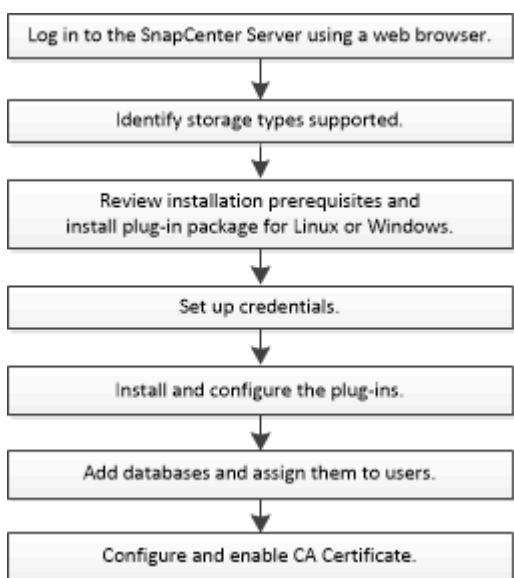 Log in to the SnapCenter Server using a web browser.
Identify storage types supported.
Review installation prerequisites and
install plug-in package for Linux or Windows.
Set up credentials.
Install and configure the plug-ins.
Add databases and assign them to users.
Configure and enable CA Certificate.